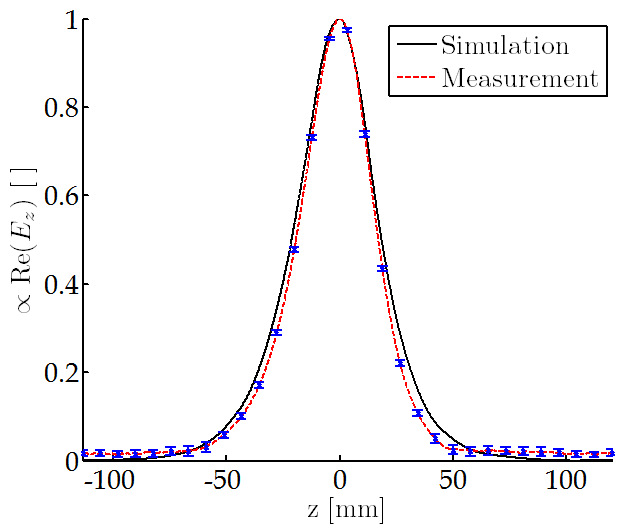 1
0.8
0.6
0.4
0.2
0
∝ Re(E_z) [ ]
Simulation
Measurement
-100
-50
0
50
100
z [mm]